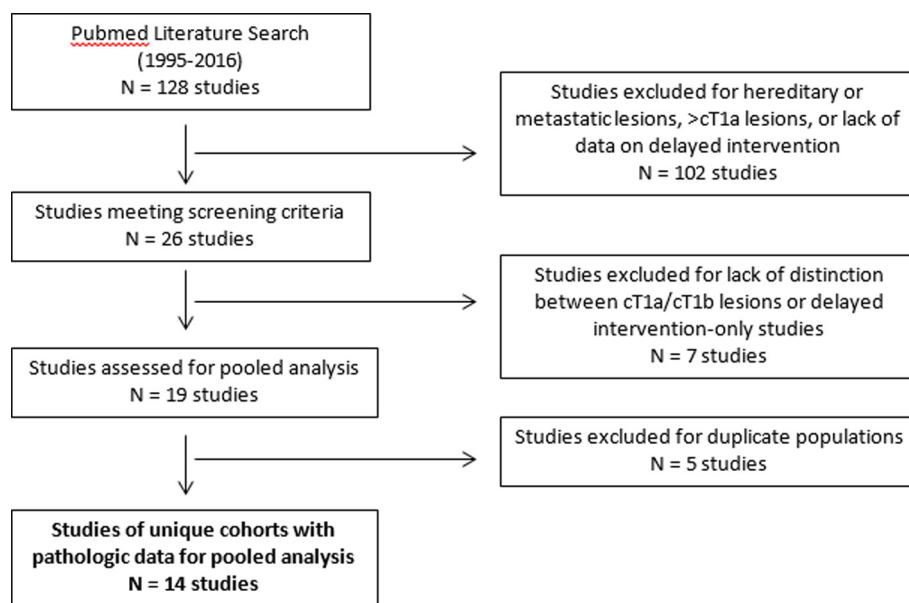 Pubmed Literature Search
(1995-2016)
N = 128 studies
Studies excluded for hereditary or
metastatic lesions, >cT1a lesions, or lack of
data on delayed intervention
N = 102 studies
Studies meeting screening criteria
N = 26 studies
Studies excluded for lack of distinction
between cT1a/cT1b lesions or delayed
intervention-only studies
N = 7 studies
Studies assessed for pooled analysis
N = 19 studies
Studies excluded for duplicate populations
N = 5 studies
Studies of unique cohorts with
pathologic data for pooled analysis
N = 14 studies